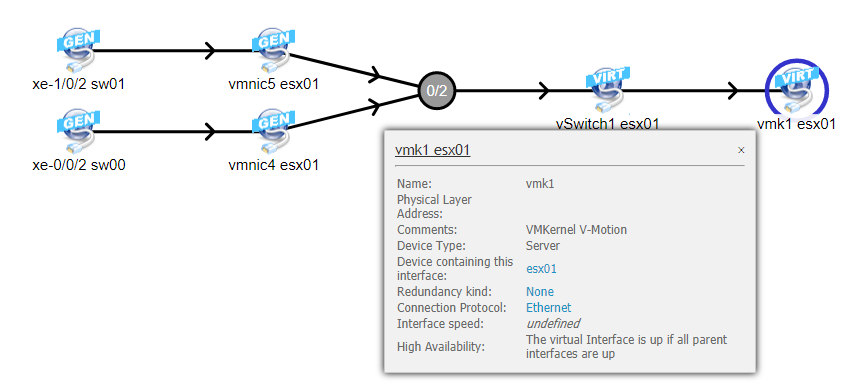 GEN
GEN
xe-1/0/2 sw01
vmnic5 esx01
0/2
VIRT
VIRT
vSwitch1 esx01
vmk1 esx01
GEN
GEN
xe-0/0/2 sw00
vmnic4 esx01
vmk1 esx01
x
Name: vmk1
Physical Layer
Address:
Comments: VMKernel V-Motion
Device Type: Server
Device containing this
interface: esx01
Redundancy kind: None
Connection Protocol: Ethernet
Interface speed: undefined
High Availability: The virtual Interface is up if all parent
interfaces are up